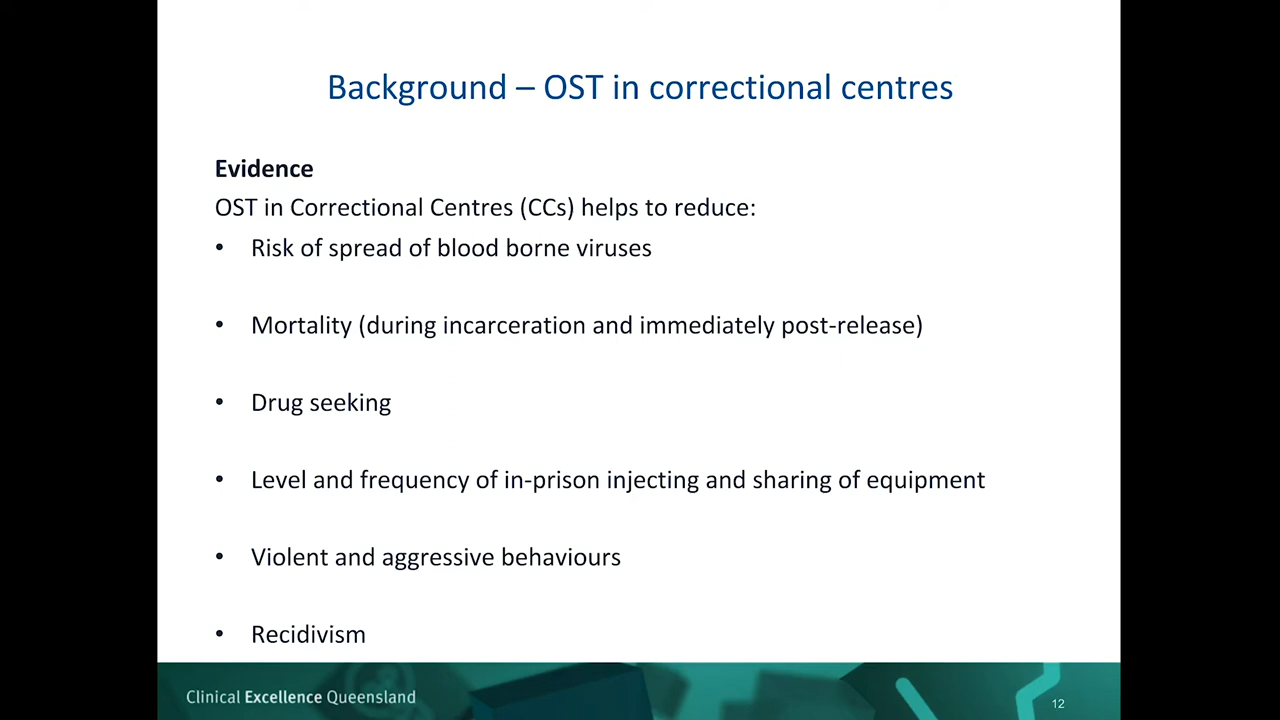 Background – OST in correctional centres
Evidence
OST in Correctional Centres (CCs) helps to reduce:
• Risk of spread of blood borne viruses
• Mortality (during incarceration and immediately post-release)
• Drug seeking
• Level and frequency of in-prison injecting and sharing of equipment
• Violent and aggressive behaviours
• Recidivism
Clinical Excellence Queensland
12